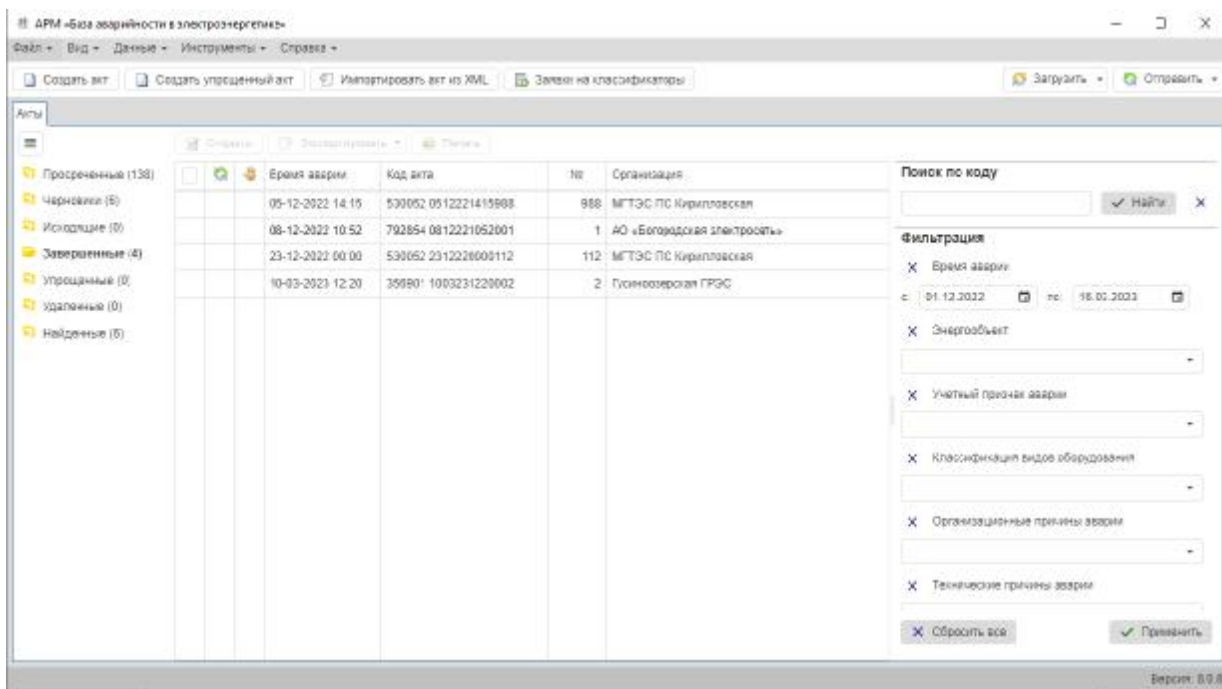 АРМ «База аварийности в электроэнергетике»
Файл Вид Данные Инструменты Справка
Создать акт Создать упрощенный акт Импортировать акт из XML Заявки на классификаторы Загрузить Отправить
Акты
Открыть Экспортировать Печать
Просроченные (138)
Черновики (6)
Исходящие (0)
Завершенные (4)
Упрощенные (0)
Удаленные (0)
Найденные (6)
Время аварии Код акта № Организация
05-12-2022 14:15 530052 0512221415988 988 МГТЭС ПС Кирилловская
08-12-2022 10:52 792854 0812221052001 1 АО «Богородская электросеть»
23-12-2022 00:00 530052 2312220000112 112 МГТЭС ПС Кирилловская
10-03-2023 12:20 2 Гусиноозерская ГРЭС
Поиск по коду
Найти
Фильтрация
Время аварии
с: 01.12.2022 по:
Энергообъект
Учетный признак аварии
Классификация видов оборудования
Организационные причины аварии
Технические причины аварии
Сбросить все Применить
Версия: